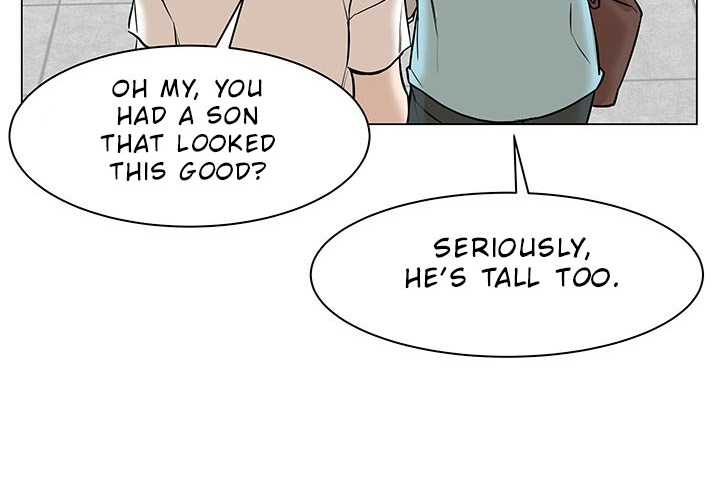 OH MY, YOU
HAD A SON
THAT LOOKED
THIS GOOD?
SERIOUSLY,
HE'S TALL TOO.